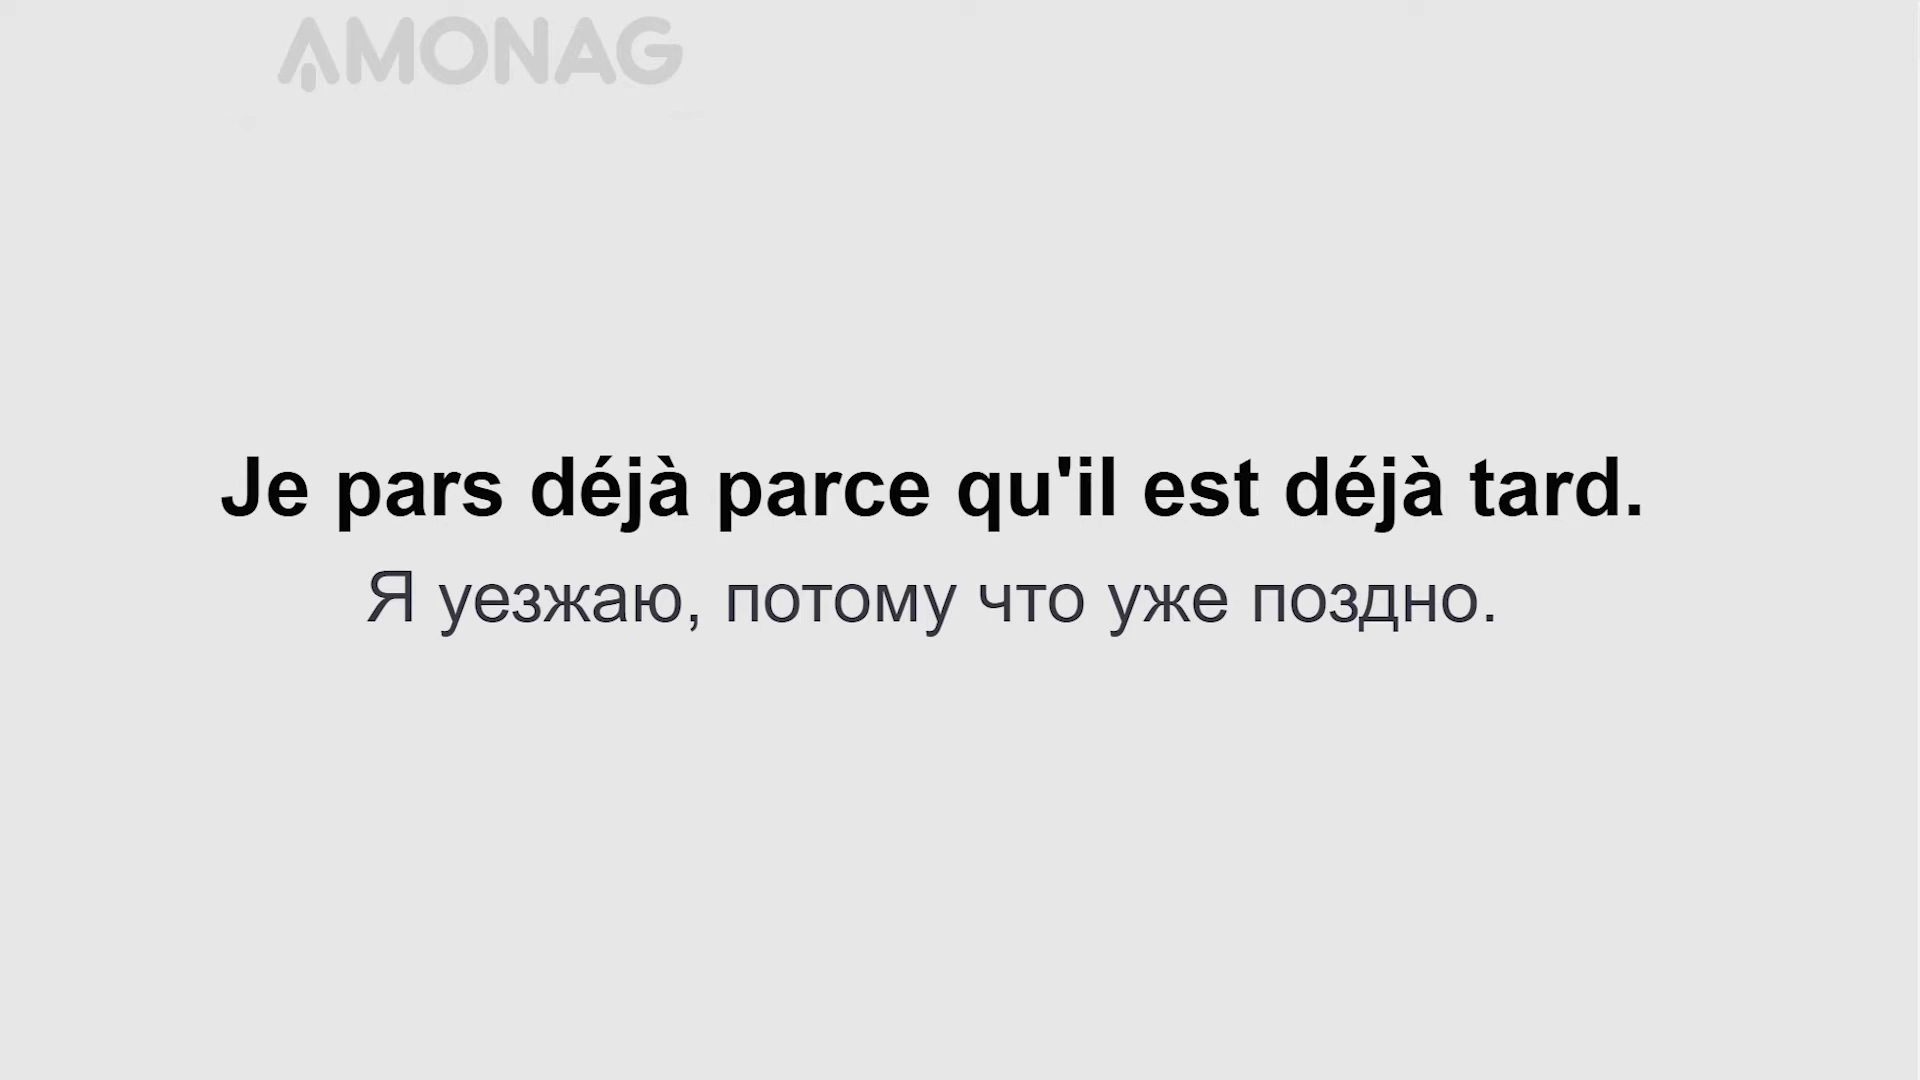 AMONAG
Je pars déjà parce qu'il est déjà tard.
Я уезжаю, потому что уже поздно.